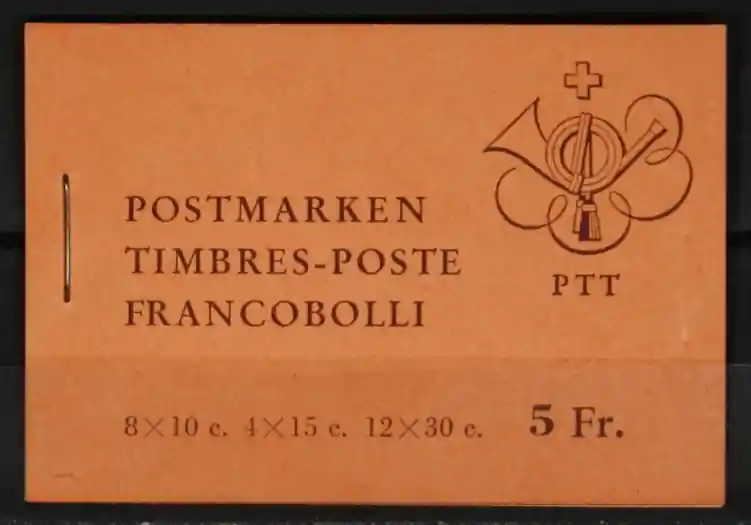 POSTMARKEN
TIMBRES-POSTE
FRANCOBOLLI
PTT
8×10 c. 4×15 c. 12×30 c. 5 Fr.